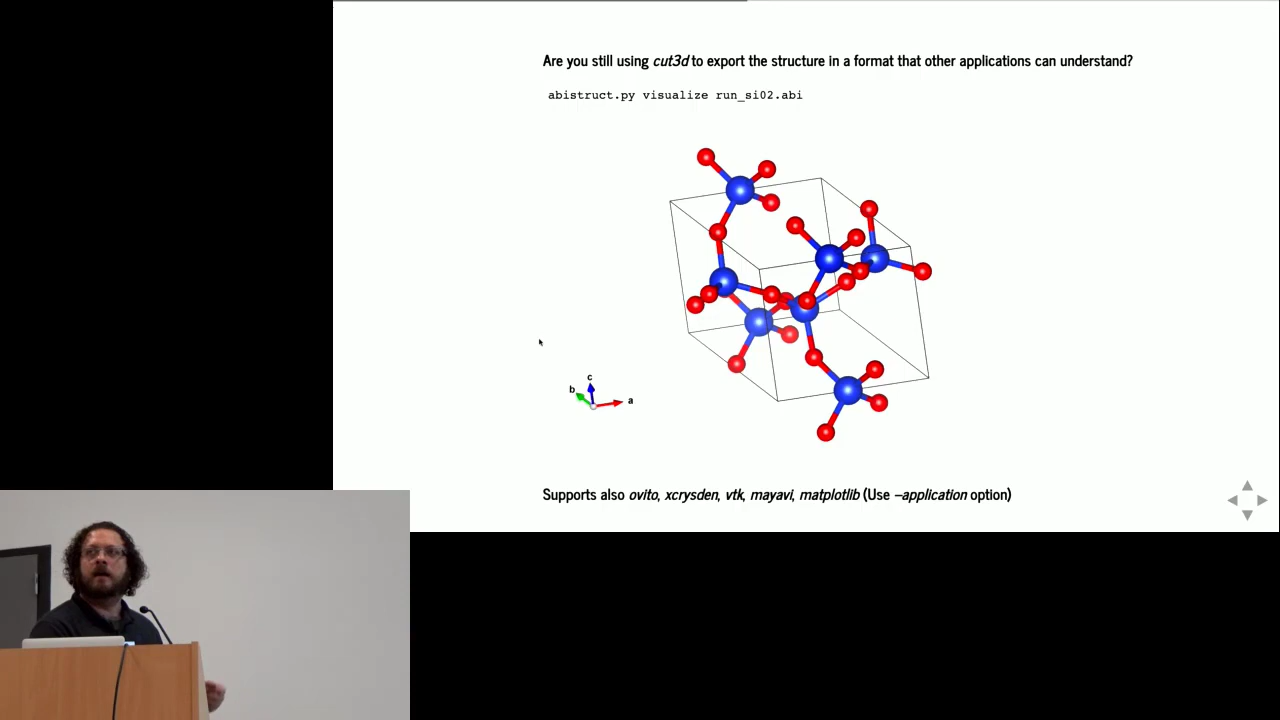 Are you still using cut3d to export the structure in a format that other applications can understand?
abistruct.py visualize run_si02.abi
c
b
a
Supports also ovito, xcrysden, vtk, mayavi, matplotlib (Use –application option)